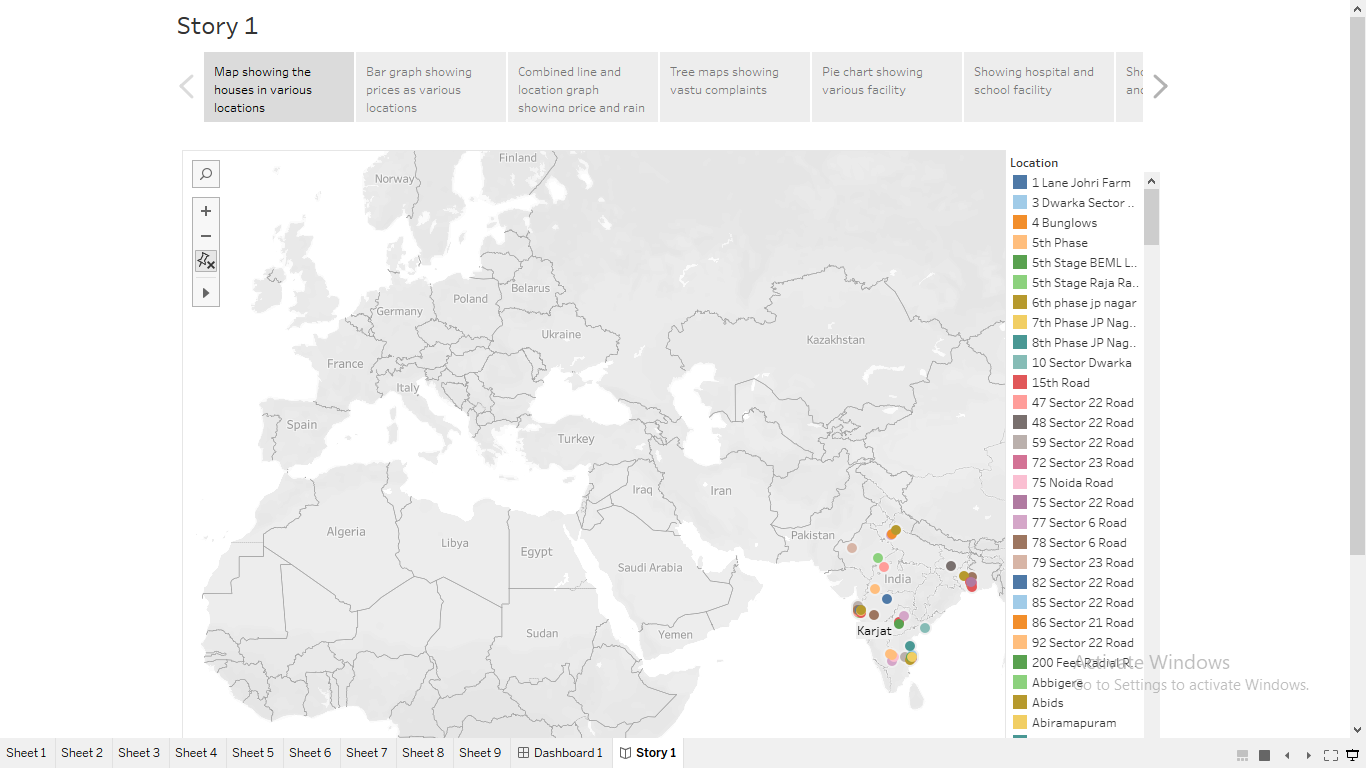 Story 1
Map showing the
houses in various
locations
Bar graph showing
prices as various
locations
Combined line and
location graph
showing price and rain
Tree maps showing
vastu complaints
Pie chart showing
various facility
Showing hospital and
school facility
Finland
Norway
Belarus
Poland
Germany
Ukraine
Kazakhstan
France
Italy
Spain
Turkey
Iraq
Iran
Algeria
Libya
Egypt
Pakistan
Saudi Arabia
India
Sudan
Yemen
Karjat
Location
1 Lane Johri Farm
3 Dwarka Sector ..
4 Bunglows
5th Phase
5th Stage BEML L..
5th Stage Raja Ra..
6th phase jp nagar
7th Phase JP Nag..
8th Phase JP Nag..
10 Sector Dwarka
15th Road
47 Sector 22 Road
48 Sector 22 Road
59 Sector 22 Road
72 Sector 23 Road
75 Noida Road
75 Sector 22 Road
77 Sector 6 Road
78 Sector 6 Road
79 Sector 23 Road
82 Sector 22 Road
85 Sector 22 Road
86 Sector 21 Road
92 Sector 22 Road
200 Feet Radial R..
Abbigere
Abids
Abiramapuram
Activate Windows
Go to Settings to activate Windows.
Sheet 1 Sheet 2 Sheet 3 Sheet 4 Sheet 5 Sheet 6 Sheet 7 Sheet 8 Sheet 9 Dashboard 1 Story 1